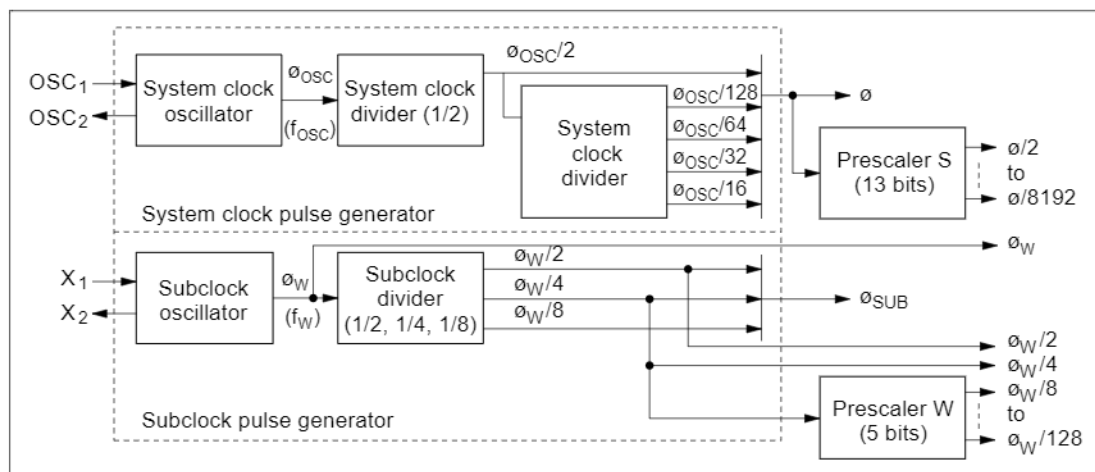 OSC1
OSC2
System clock
oscillator
øOSC
(fOSC)
System clock
divider (1/2)
øOSC/2
System
clock
divider
øOSC/128
øOSC/64
øOSC/32
øOSC/16
ø
Prescaler S
(13 bits)
ø/2
to
ø/8192
System clock pulse generator
X1
X2
Subclock
oscillator
øW
(fW)
Subclock
divider
(1/2, 1/4, 1/8)
øW/2
øW/4
øW/8
øW
øSUB
øW/2
øW/4
Prescaler W
(5 bits)
øW/8
to
øW/128
Subclock pulse generator